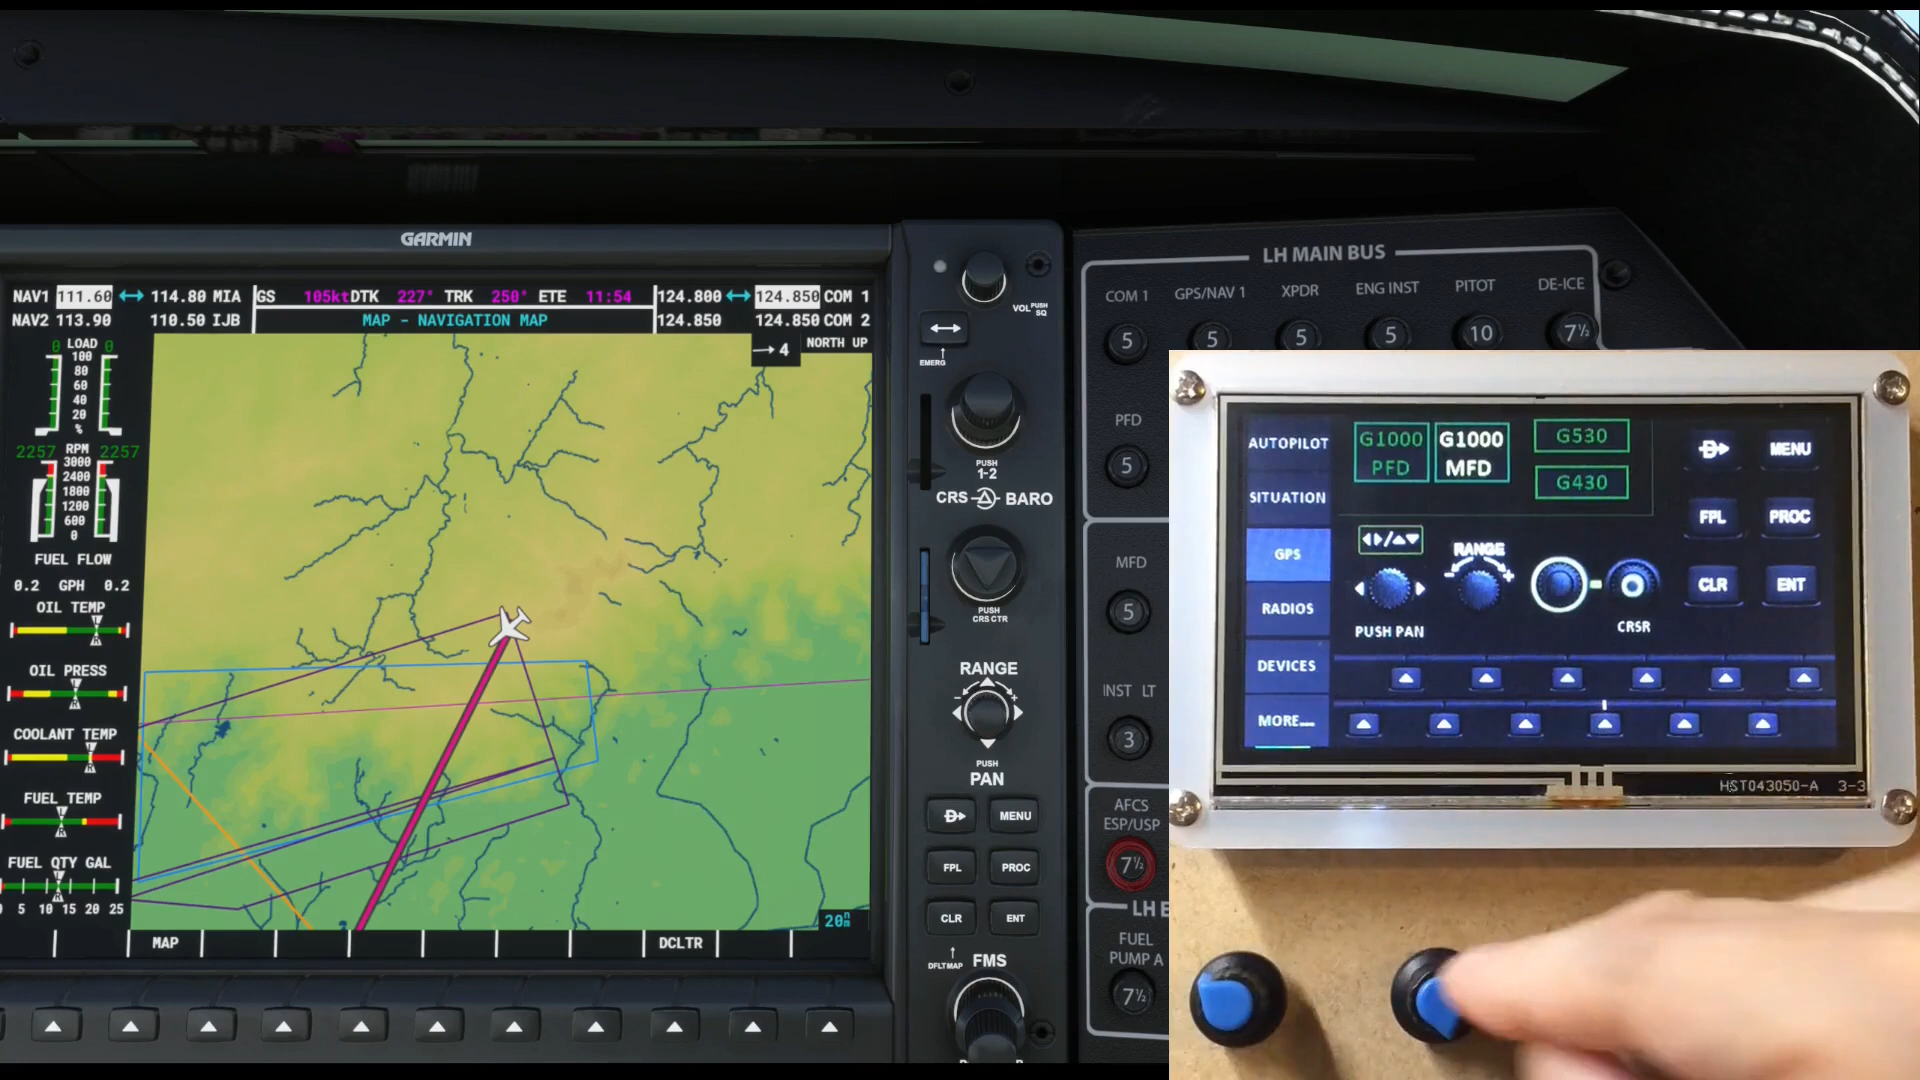 GARMIN
NAV1 111.60 114.80 MIA GS 105kt DTK 227° TRK 250° ETE 11:54 124.800 124.850 COM 1
NAV2 113.90 110.50 IJB MAP - NAVIGATION MAP 124.850 124.850 COM 2
4 NORTH UP
0 LOAD 0
100
80
60
40
20
%
2257 RPM 2257
3000
2400
1800
1200
600
0
FUEL FLOW
0.2 GPH 0.2
OIL TEMP
L
R
OIL PRESS
L
R
COOLANT TEMP
L
R
FUEL TEMP
L
R
FUEL QTY GAL
L
R
0 5 10 15 20 25
20nm
MAP DCLTR
VOL PUSH SQ
EMERG
PUSH
1-2
CRS BARO
PUSH
CRS CTR
RANGE
- +
PUSH
PAN
D MENU
FPL PROC
CLR ENT
DFLT MAP FMS
LH MAIN BUS
COM 1 GPS/NAV 1 XPDR ENG INST PITOT DE-ICE
5 5 5 5 10 7½
PFD
5
MFD
5
INST LT
3
AFCS
ESP/USP
7½
FUEL
PUMP A
7½
AUTOPILOT
SITUATION
GPS
RADIOS
DEVICES
MORE...
G1000
PFD
G1000
MFD
G530
G430
D MENU
FPL PROC
CLR ENT
RANGE
- +
PUSH PAN
CRSR
HST043050-A 3-3